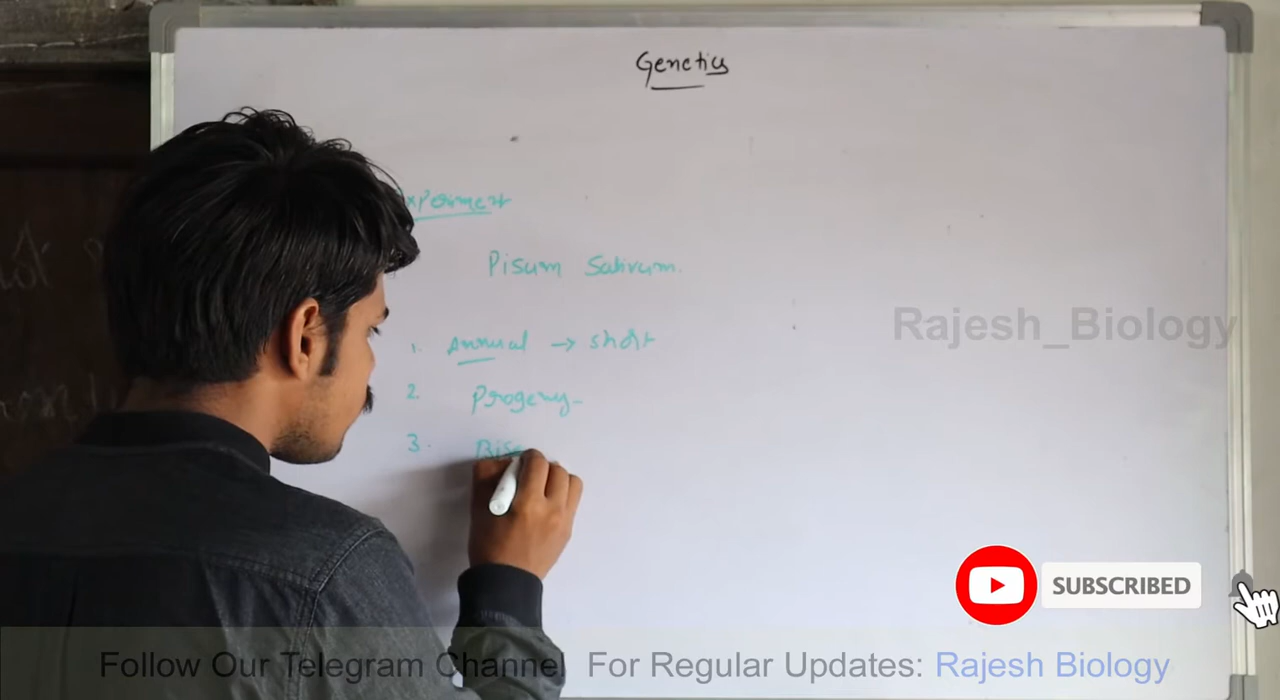 Genetics
xperiment
Pisum Sativum.
1. Annual → short
2. Progeny-
3. Bise
Rajesh_Biology
SUBSCRIBED
Follow Our Telegram Channel For Regular Updates: Rajesh Biology